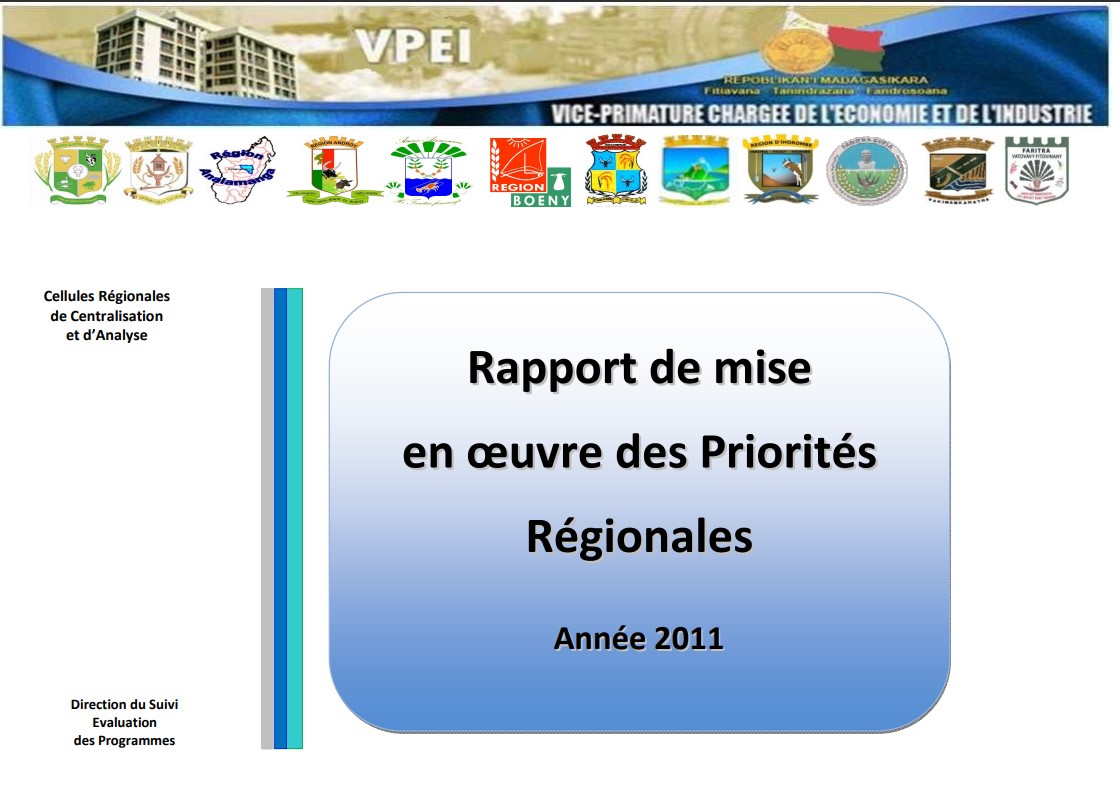 VPEI
REPOBLIKAN'I MADAGASIKARA
Fitiavana Tanindrazana Fandrosoana
VICE-PRIMATURE CHARGEE DE L'ECONOMIE ET DE L'INDUSTRIE
Région
Analamanga
REGION ANDROY
REGION
BOENY
REGION D'IHOROMBE
FARITRA
VATOVAVY FITOVINANY
Cellules Régionales
de Centralisation
et d'Analyse
Rapport de mise
en œuvre des Priorités
Régionales
Année 2011
Direction du Suivi
Evaluation
des Programmes